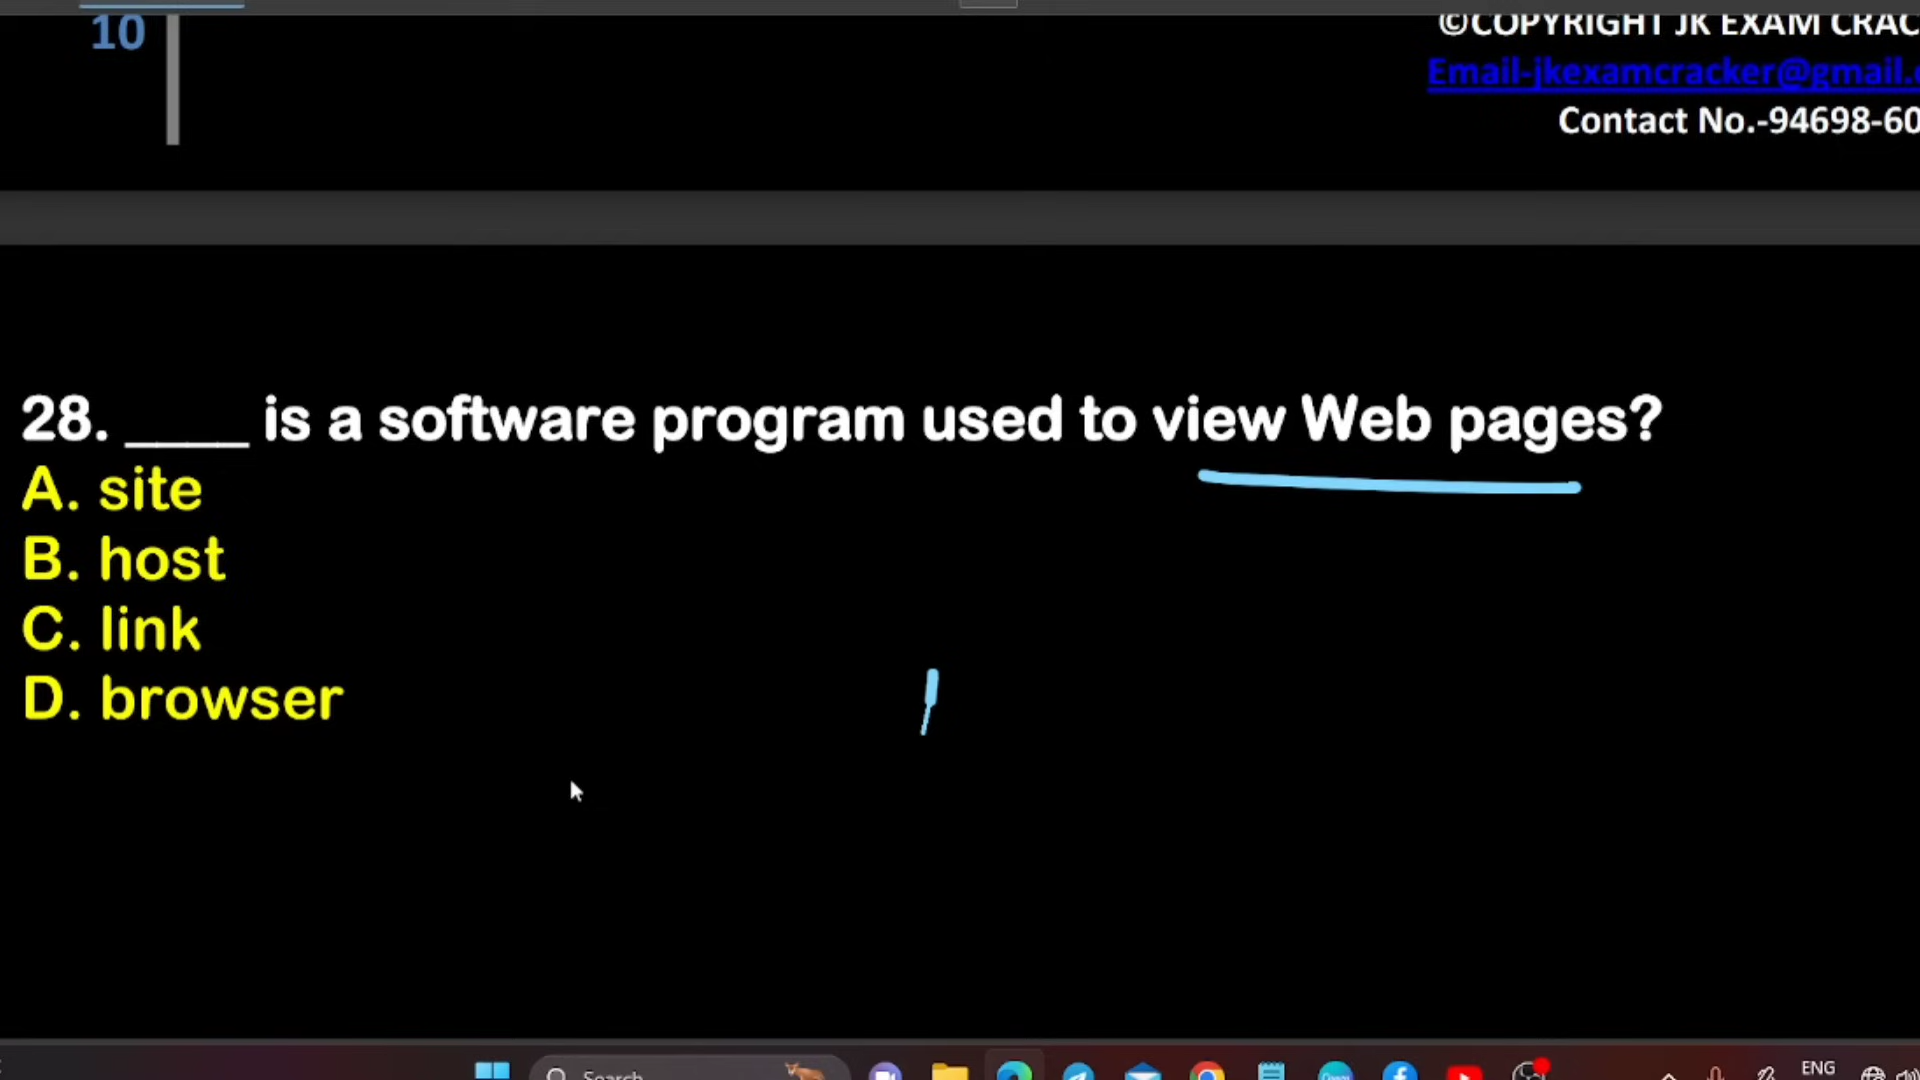 10
©COPYRIGHT JK EXAM CRAC
Email-jkexamcracker@gmail.c
Contact No.-94698-60
28. ____ is a software program used to view Web pages?
A. site
B. host
C. link
D. browser
Search
ENG